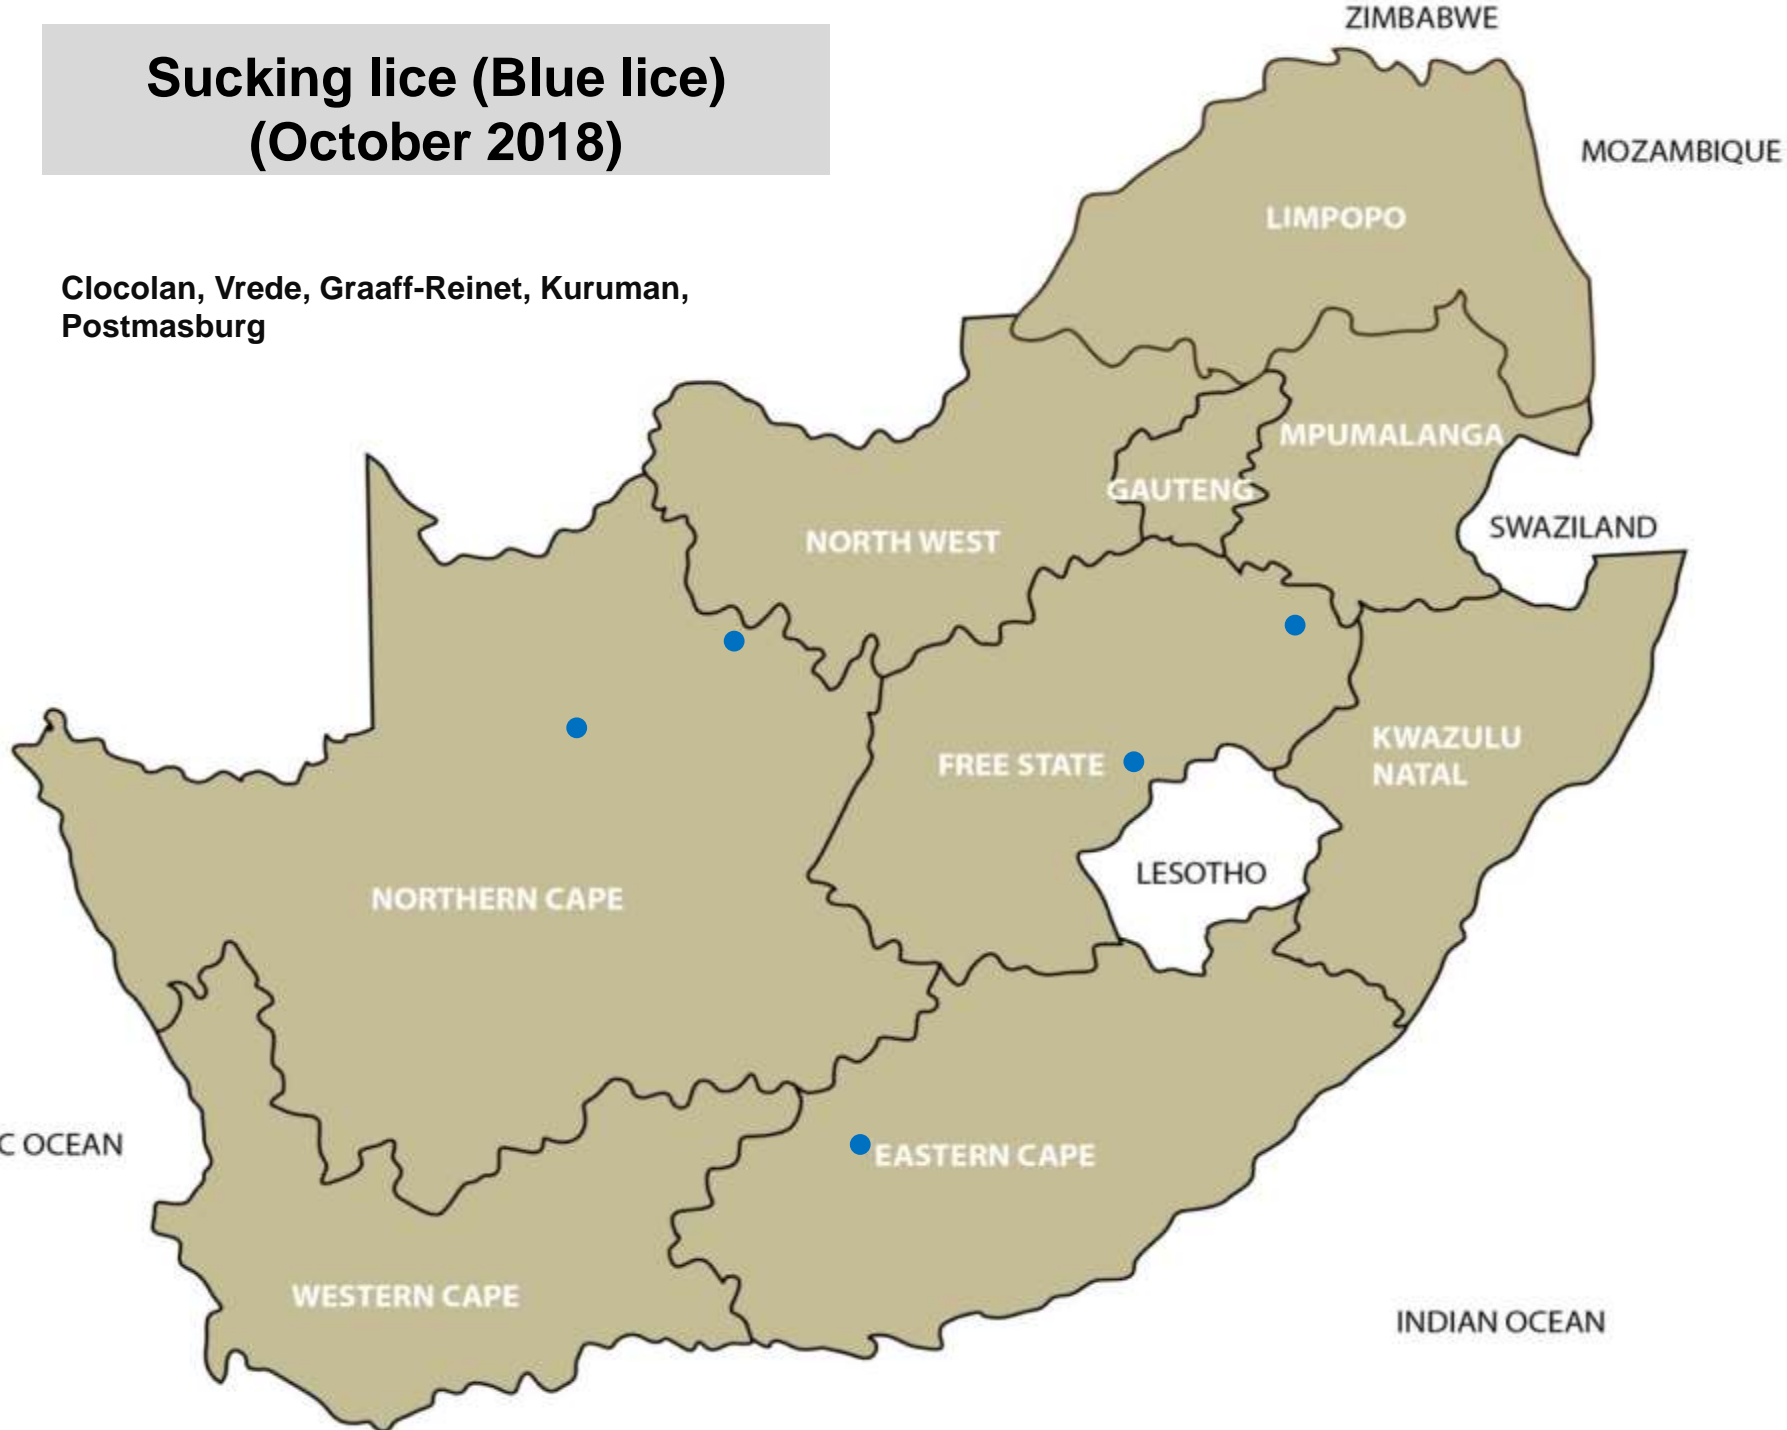 Sucking lice (Blue lice)
(October 2018)
Clocolan, Vrede, Graaff-Reinet, Kuruman,
Postmasburg
ZIMBABWE
MOZAMBIQUE
LIMPOPO
MPUMALANGA
GAUTENG
SWAZILAND
NORTH WEST
KWAZULU
NATAL
FREE STATE
LESOTHO
NORTHERN CAPE
C OCEAN
EASTERN CAPE
WESTERN CAPE
INDIAN OCEAN